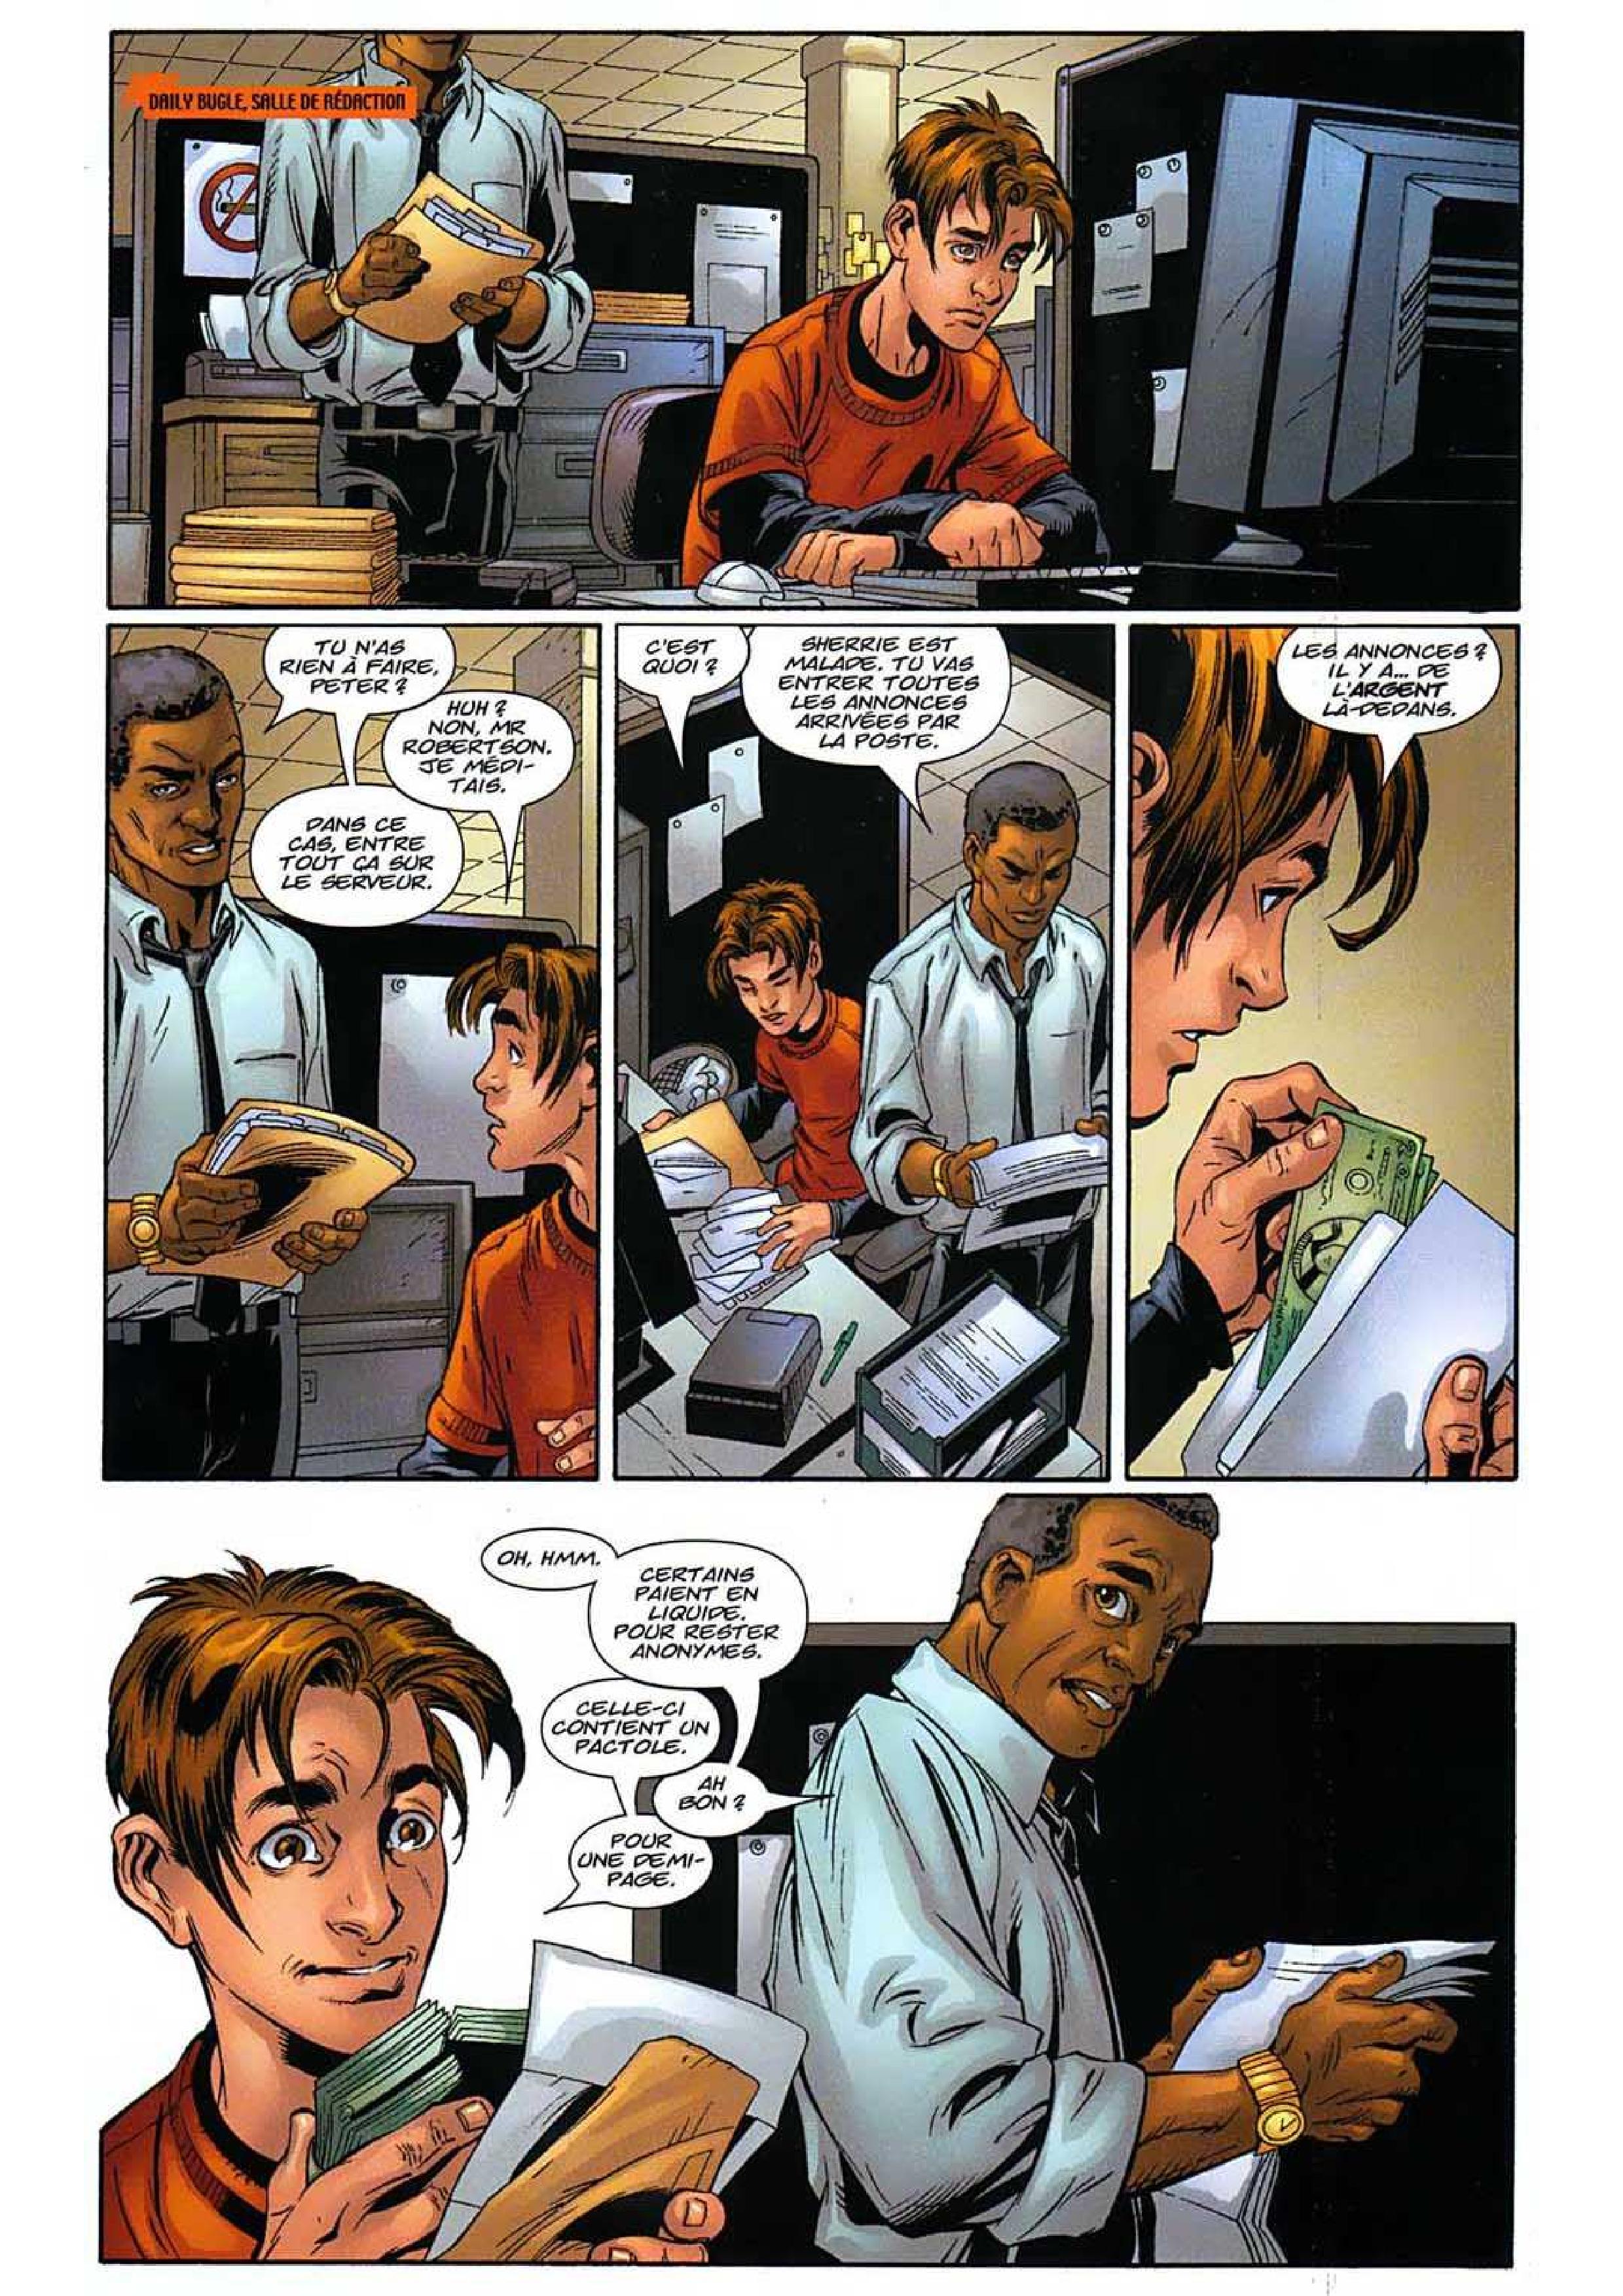 DAILY BUGLE, SALLE DE RÉDACTION
TU N'AS
RIEN À FAIRE,
PETER ?
HUH ?
NON, MR
ROBERTSON.
JE MÉDI-
TAIS.
DANS CE
CAS, ENTRE
TOUT ÇA SUR
LE SERVEUR.
C'EST
QUOI ?
SHERRIE EST
MALADE. TU VAS
ENTRER TOUTES
LES ANNONCES
ARRIVÉES PAR
LA POSTE.
LES ANNONCES ?
IL Y A... DE
L'ARGENT
LÀ-DEDANS.
OH, HMM.
CERTAINS
PAIENT EN
LIQUIDE.
POUR RESTER
ANONYMES.
CELLE-CI
CONTIENT UN
PACTOLE.
AH
BON ?
POUR
UNE DEMI-
PAGE.